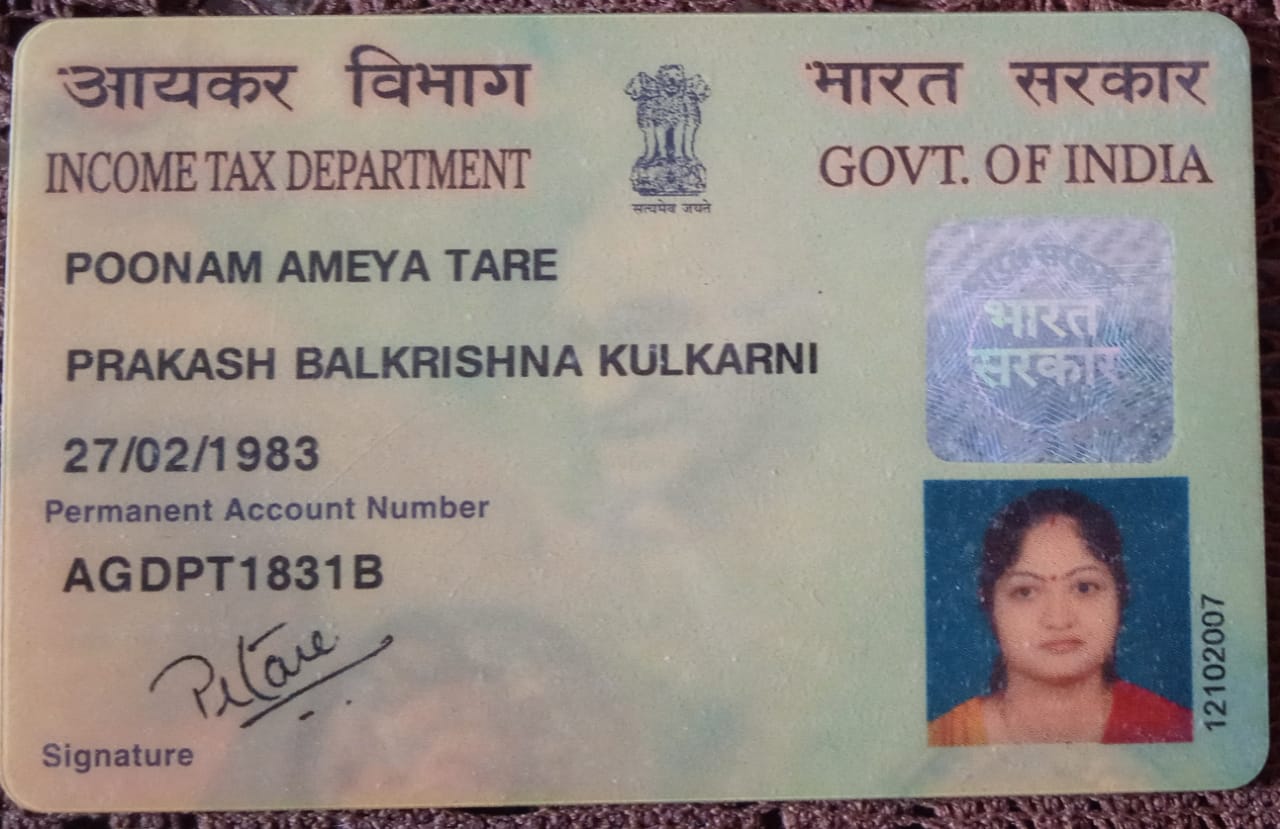 आयकर विभाग
INCOME TAX DEPARTMENT
सत्यमेव जयते
भारत सरकार
GOVT. OF INDIA
POONAM AMEYA TARE
PRAKASH BALKRISHNA KULKARNI
27/02/1983
Permanent Account Number
AGDPT1831B
Signature
भारत
सरकार
12102007